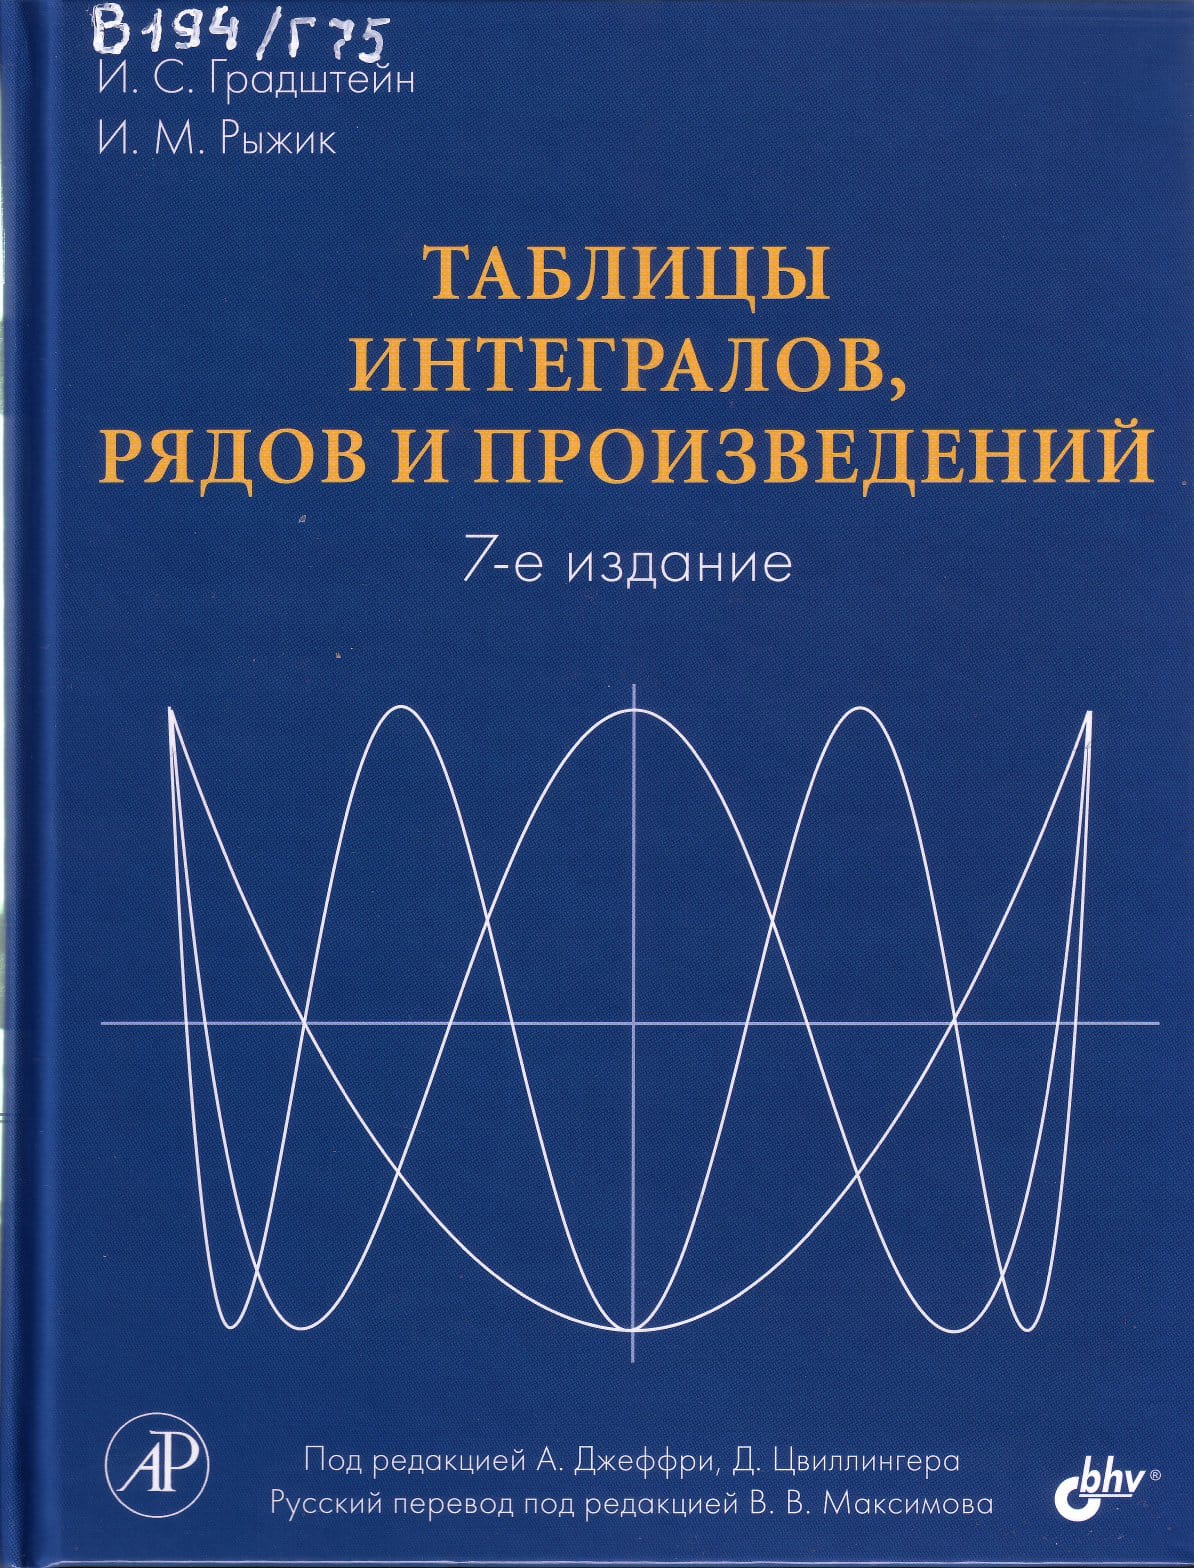 В194/Г75
И. С. Градштейн
И. М. Рыжик
ТАБЛИЦЫ
ИНТЕГРАЛОВ,
РЯДОВ И ПРОИЗВЕДЕНИЙ
7-е издание
AP
Под редакцией А. Джеффри, Д. Цвиллингера
Русский перевод под редакцией В. В. Максимова
bhv®